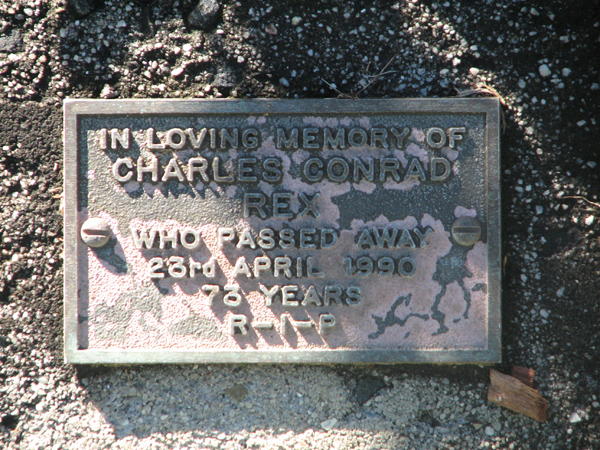 IN LOVING MEMORY OF
CHARLES CONRAD
REX
WHO PASSED AWAY
23rd APRIL 1990
73 YEARS
R-I-P